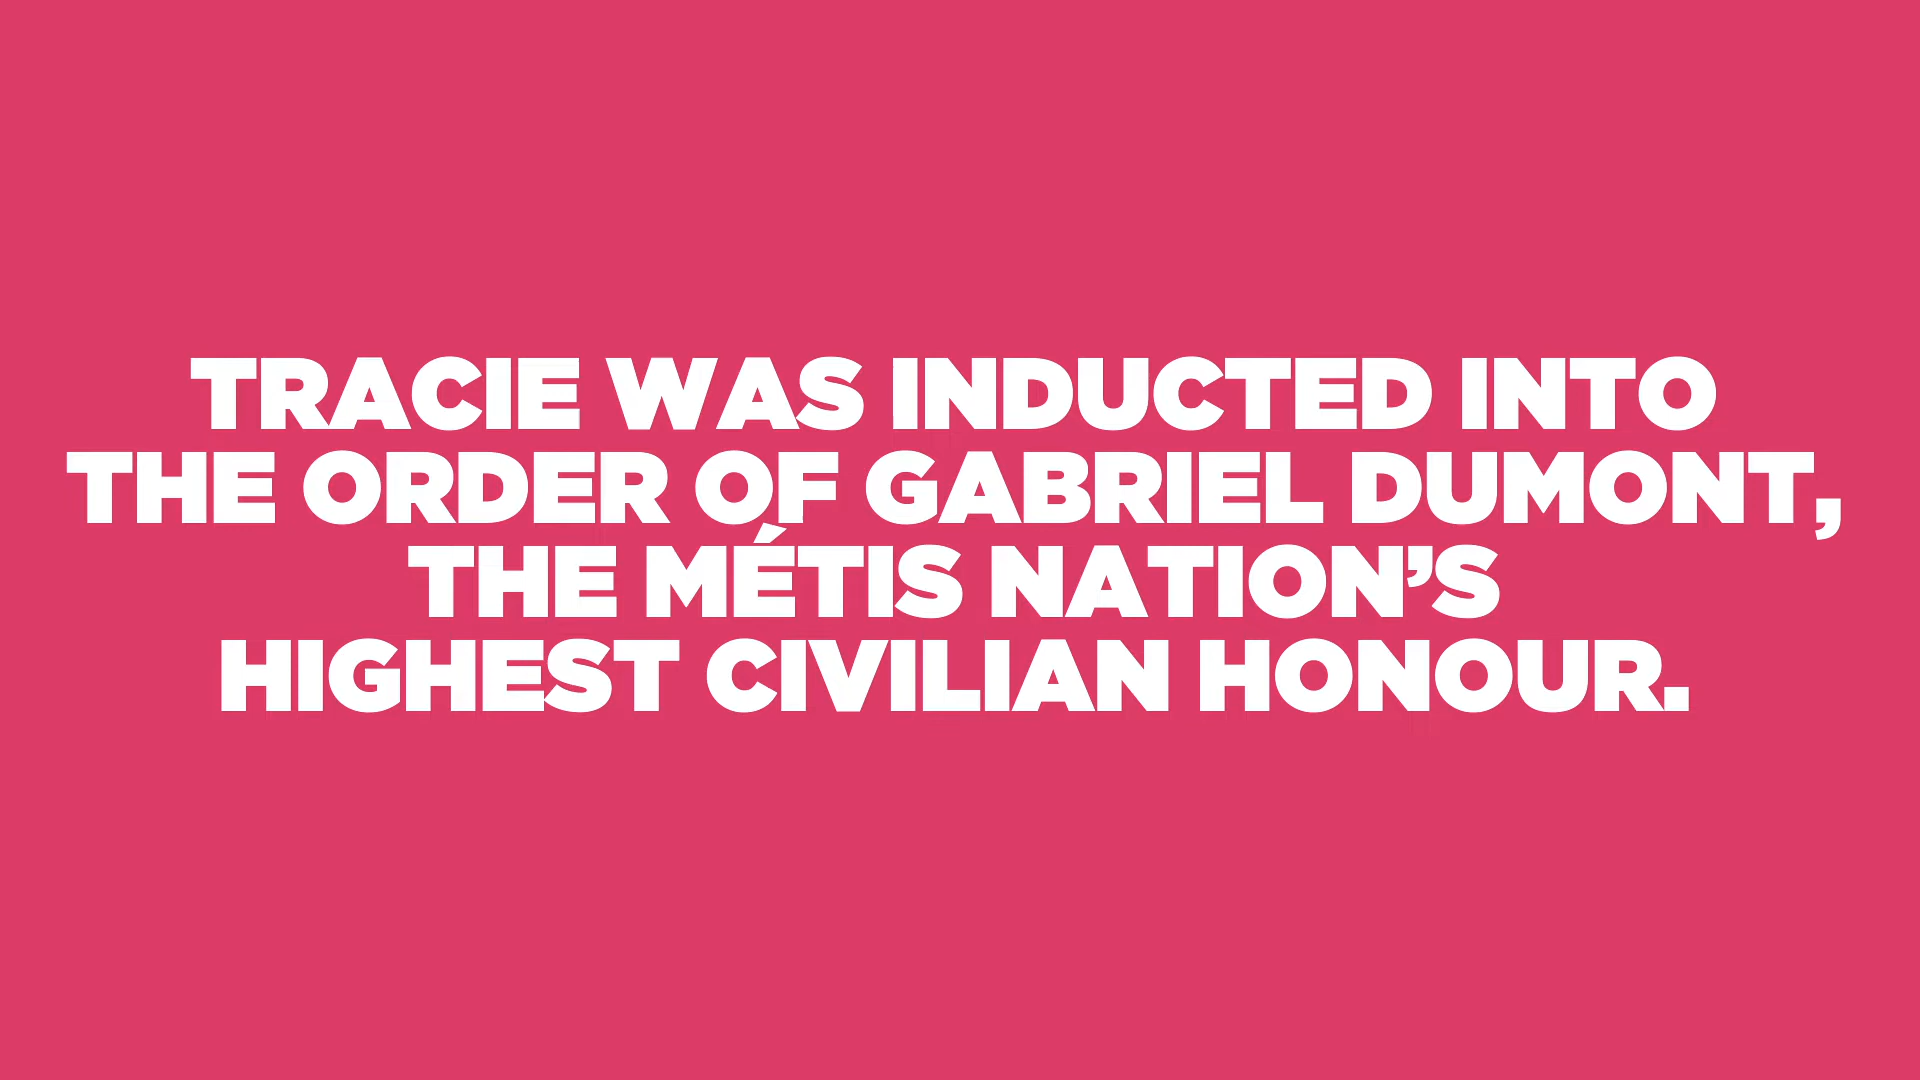 TRACIE WAS INDUCTED INTO
THE ORDER OF GABRIEL DUMONT,
THE MÉTIS NATION’S
HIGHEST CIVILIAN HONOUR.